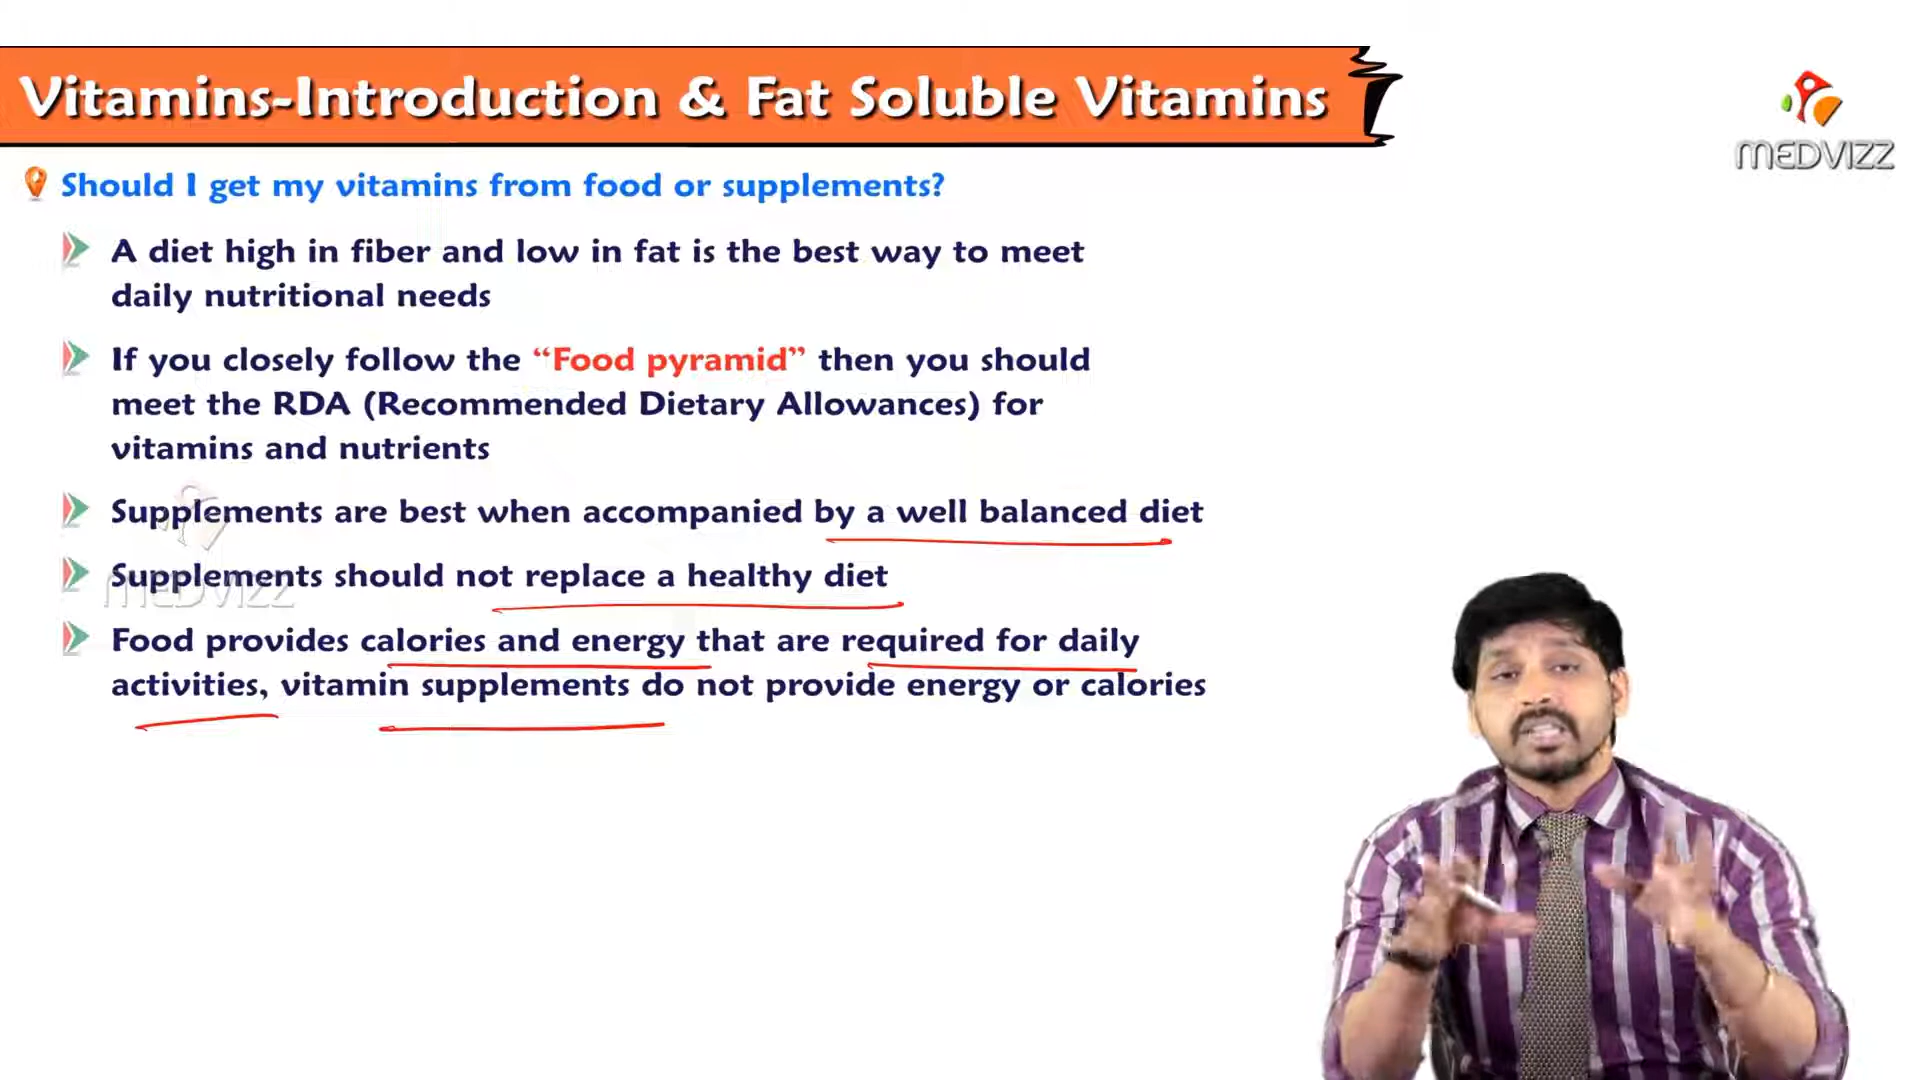 Vitamins-Introduction & Fat Soluble Vitamins
MEDVIZZ
Should I get my vitamins from food or supplements?
A diet high in fiber and low in fat is the best way to meet
daily nutritional needs
If you closely follow the “Food pyramid” then you should
meet the RDA (Recommended Dietary Allowances) for
vitamins and nutrients
Supplements are best when accompanied by a well balanced diet
Supplements should not replace a healthy diet
MEDVIZZ
Food provides calories and energy that are required for daily
activities, vitamin supplements do not provide energy or calories